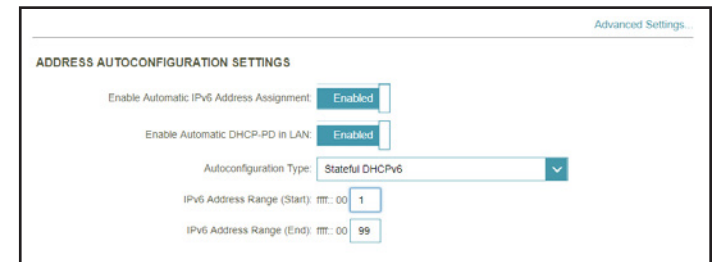 Advanced Settings...
ADDRESS AUTOCONFIGURATION SETTINGS
Enable Automatic IPv6 Address Assignment: Enabled
Enable Automatic DHCP-PD in LAN: Enabled
Autoconfiguration Type: Stateful DHCPv6
IPv6 Address Range (Start): ffff:: 00 1
IPv6 Address Range (End): ffff:: 00 99